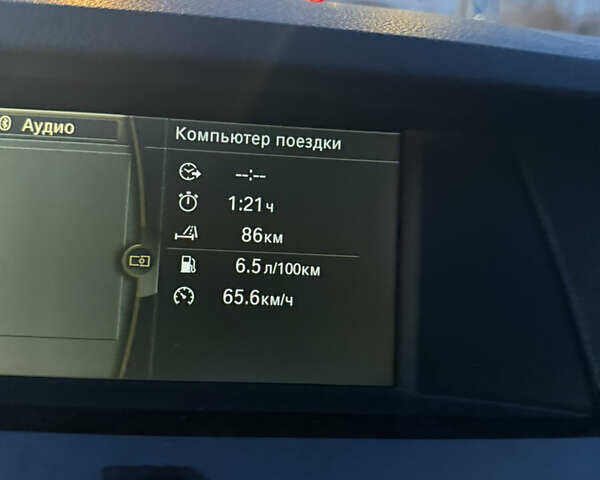 Аудио
Компьютер поездки
--:--
1:21ч
86км
6.5л/100км
65.6км/ч